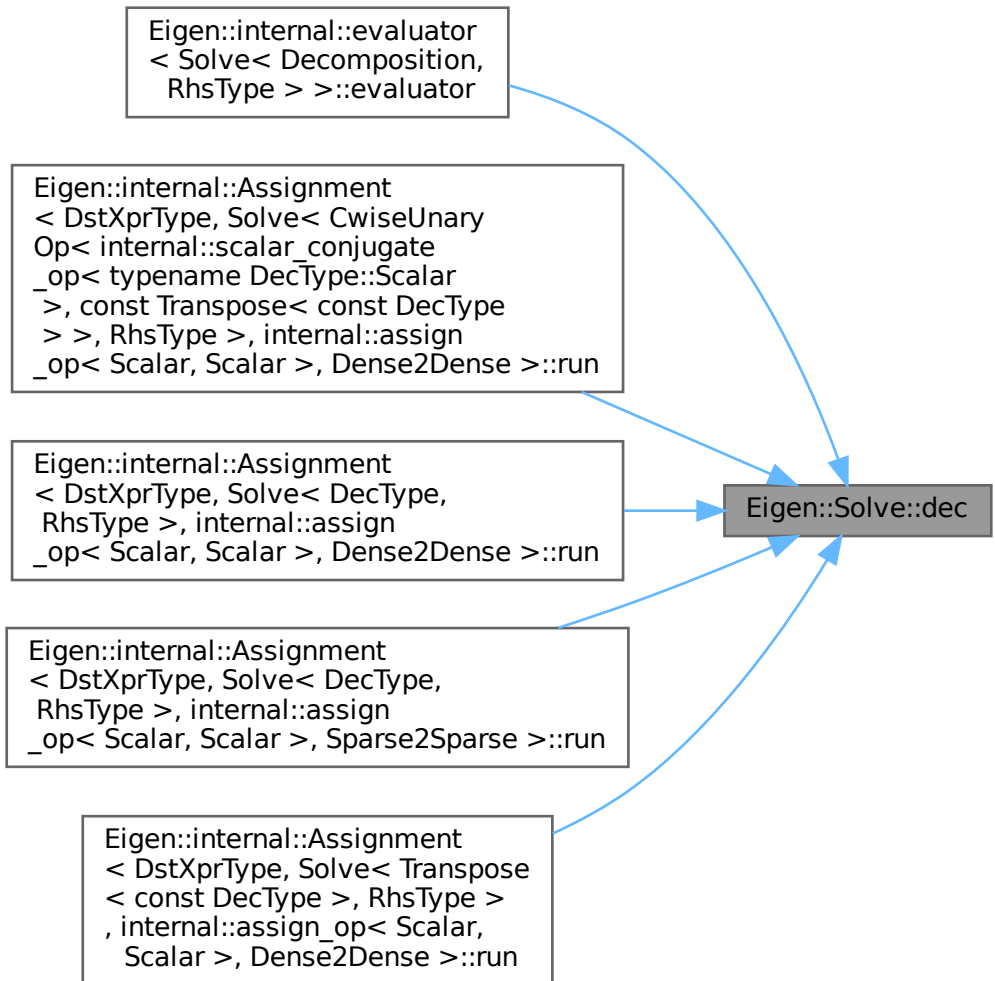 Eigen::internal::evaluator
< Solve< Decomposition,
RhsType > >::evaluator
Eigen::internal::Assignment
< DstXprType, Solve< CwiseUnary
Op< internal::scalar_conjugate
_op< typename DecType::Scalar
>, const Transpose< const DecType
> >, RhsType >, internal::assign
_op< Scalar, Scalar >, Dense2Dense >::run
Eigen::internal::Assignment
< DstXprType, Solve< DecType,
RhsType >, internal::assign
_op< Scalar, Scalar >, Dense2Dense >::run
Eigen::Solve::dec
Eigen::internal::Assignment
< DstXprType, Solve< DecType,
RhsType >, internal::assign
_op< Scalar, Scalar >, Sparse2Sparse >::run
Eigen::internal::Assignment
< DstXprType, Solve< Transpose
< const DecType >, RhsType >
, internal::assign_op< Scalar,
Scalar >, Dense2Dense >::run